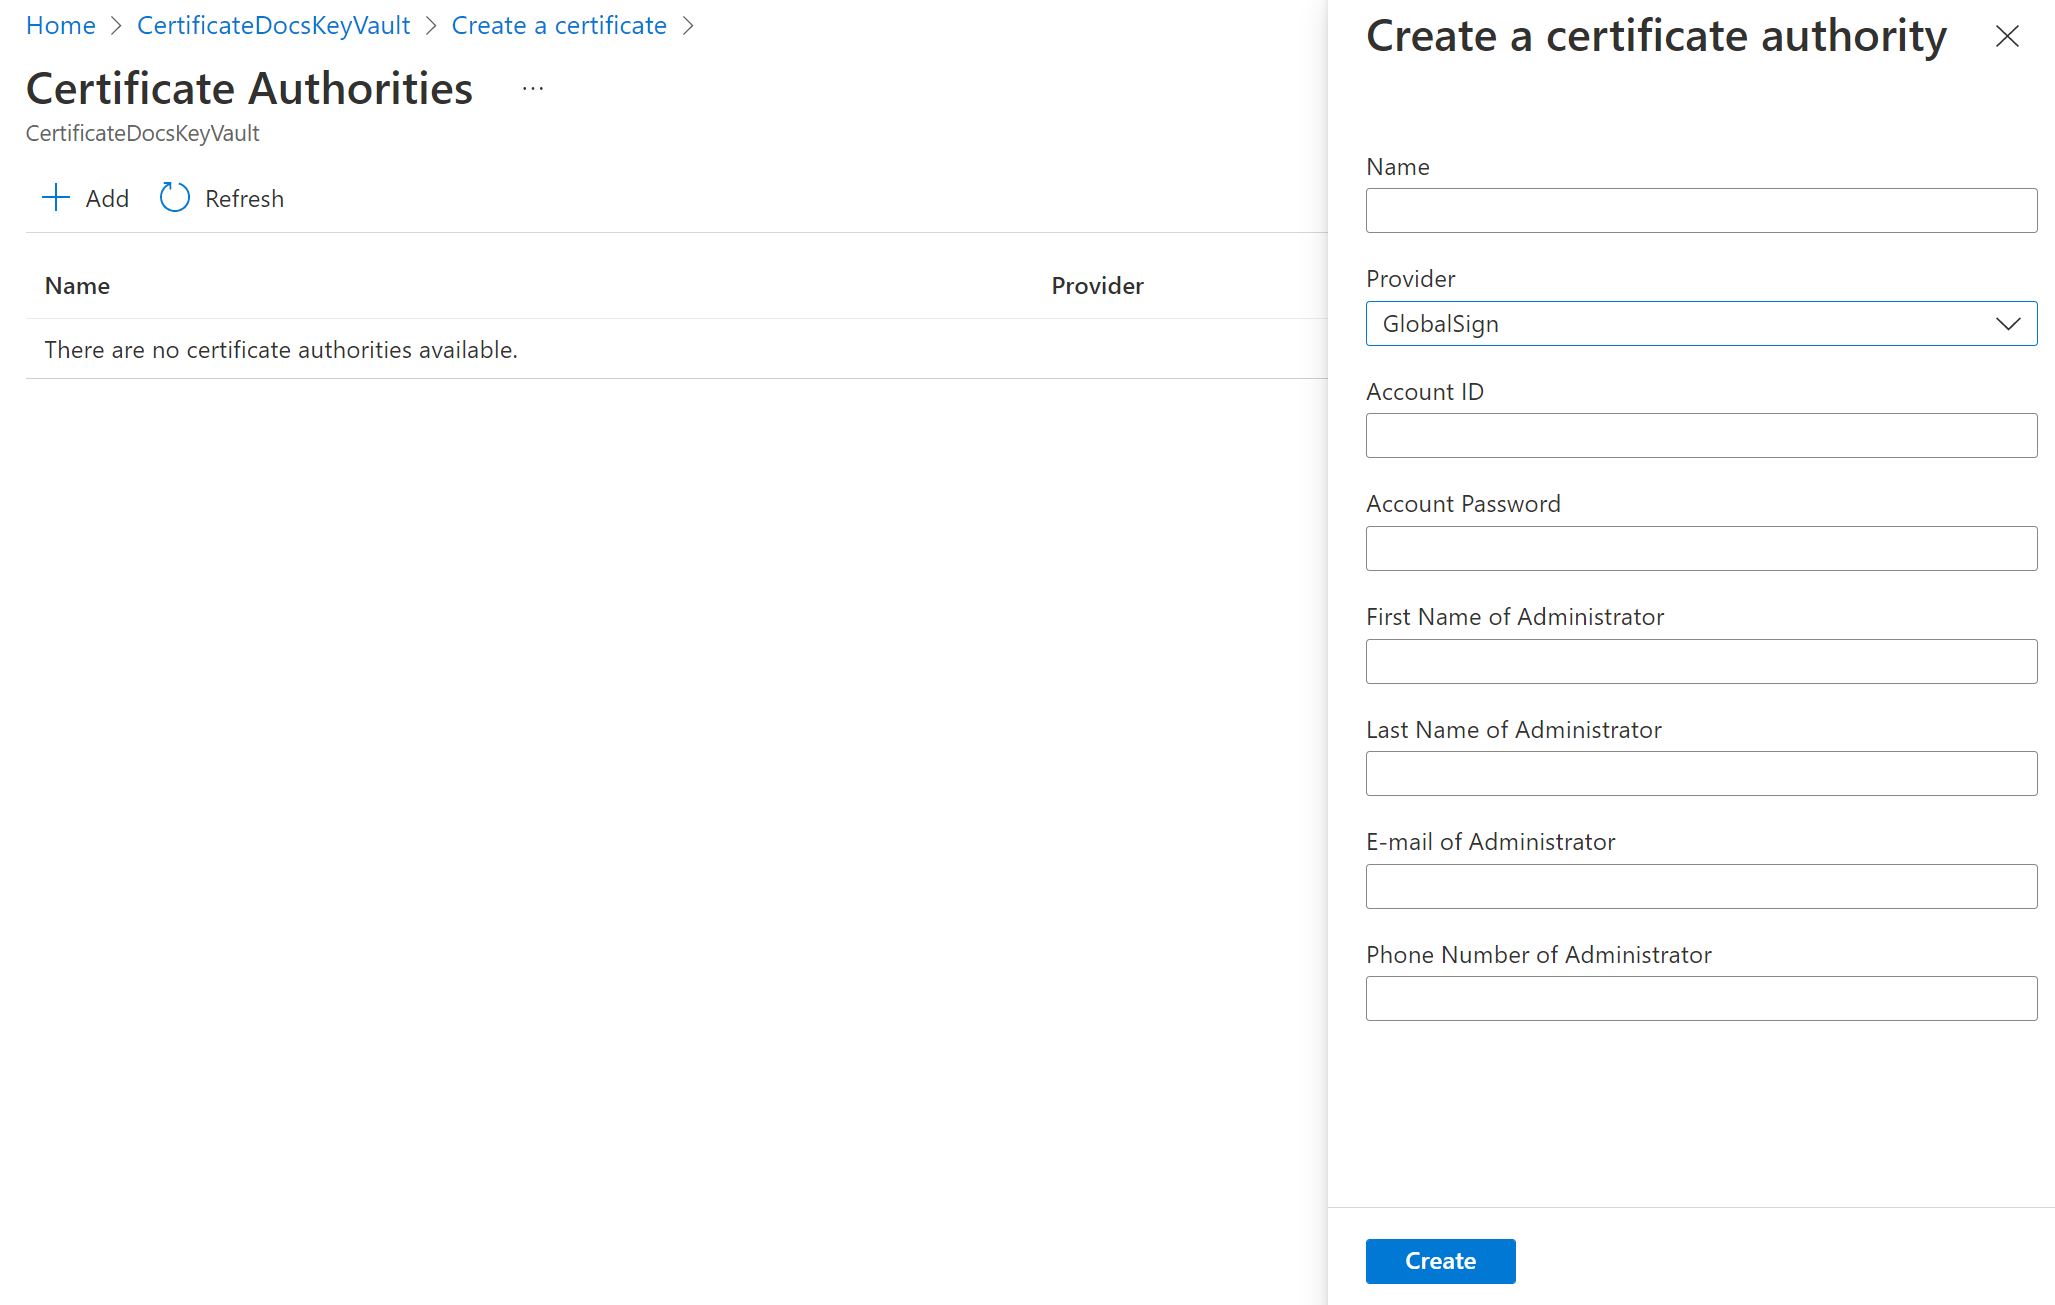 Home > CertificateDocsKeyVault > Create a certificate >
Certificate Authorities ...
CertificateDocsKeyVault
Add Refresh
Name Provider
There are no certificate authorities available.
Create a certificate authority
Name
Provider
GlobalSign
Account ID
Account Password
First Name of Administrator
Last Name of Administrator
E-mail of Administrator
Phone Number of Administrator
Create